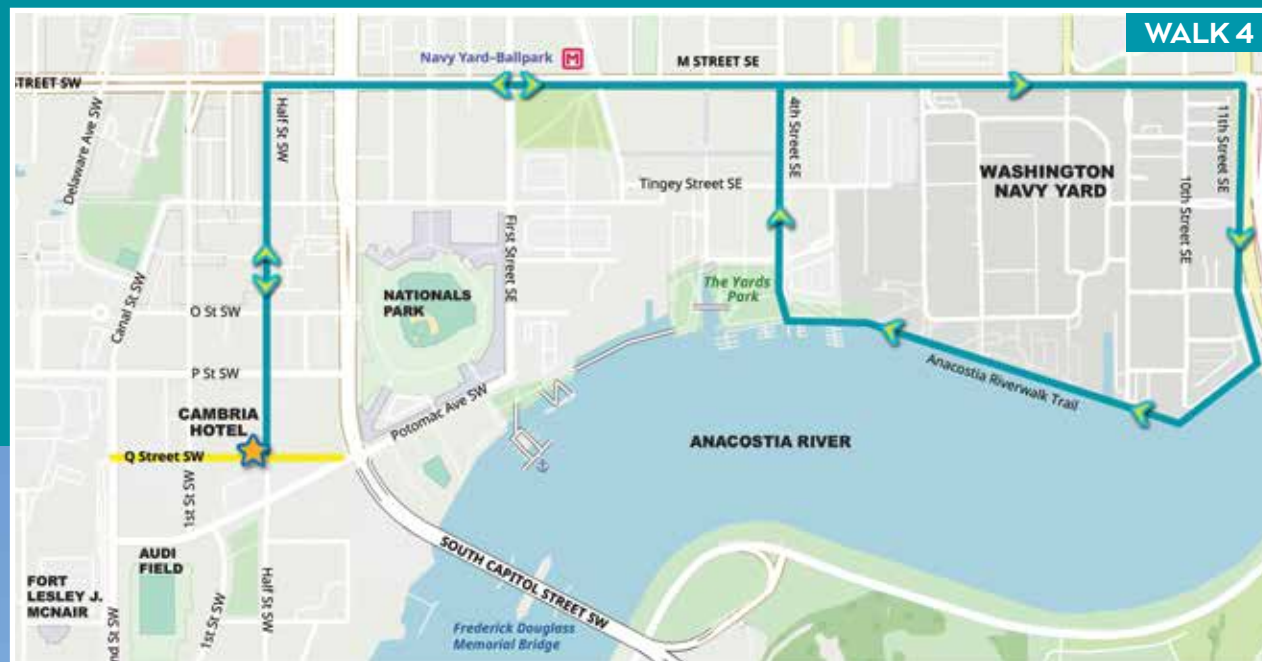 WALK 4
Navy Yard–Ballpark
M
M STREET SE
STREET SW
Half St SW
4th Street SE
11th Street SE
Delaware Ave SW
WASHINGTON
NAVY YARD
Tingey Street SE
10th Street SE
First Street SE
Canal St SW
NATIONALS
PARK
The Yards
Park
O St SW
P St SW
Anacostia Riverwalk Trail
CAMBRIA
HOTEL
Potomac Ave SW
ANACOSTIA RIVER
Q Street SW
1st St SW
AUDI
FIELD
SOUTH CAPITOL STREET SW
FORT
LESLEY J.
MCNAIR
Half St SW
1st St SW
nd St SW
Frederick Douglass
Memorial Bridge